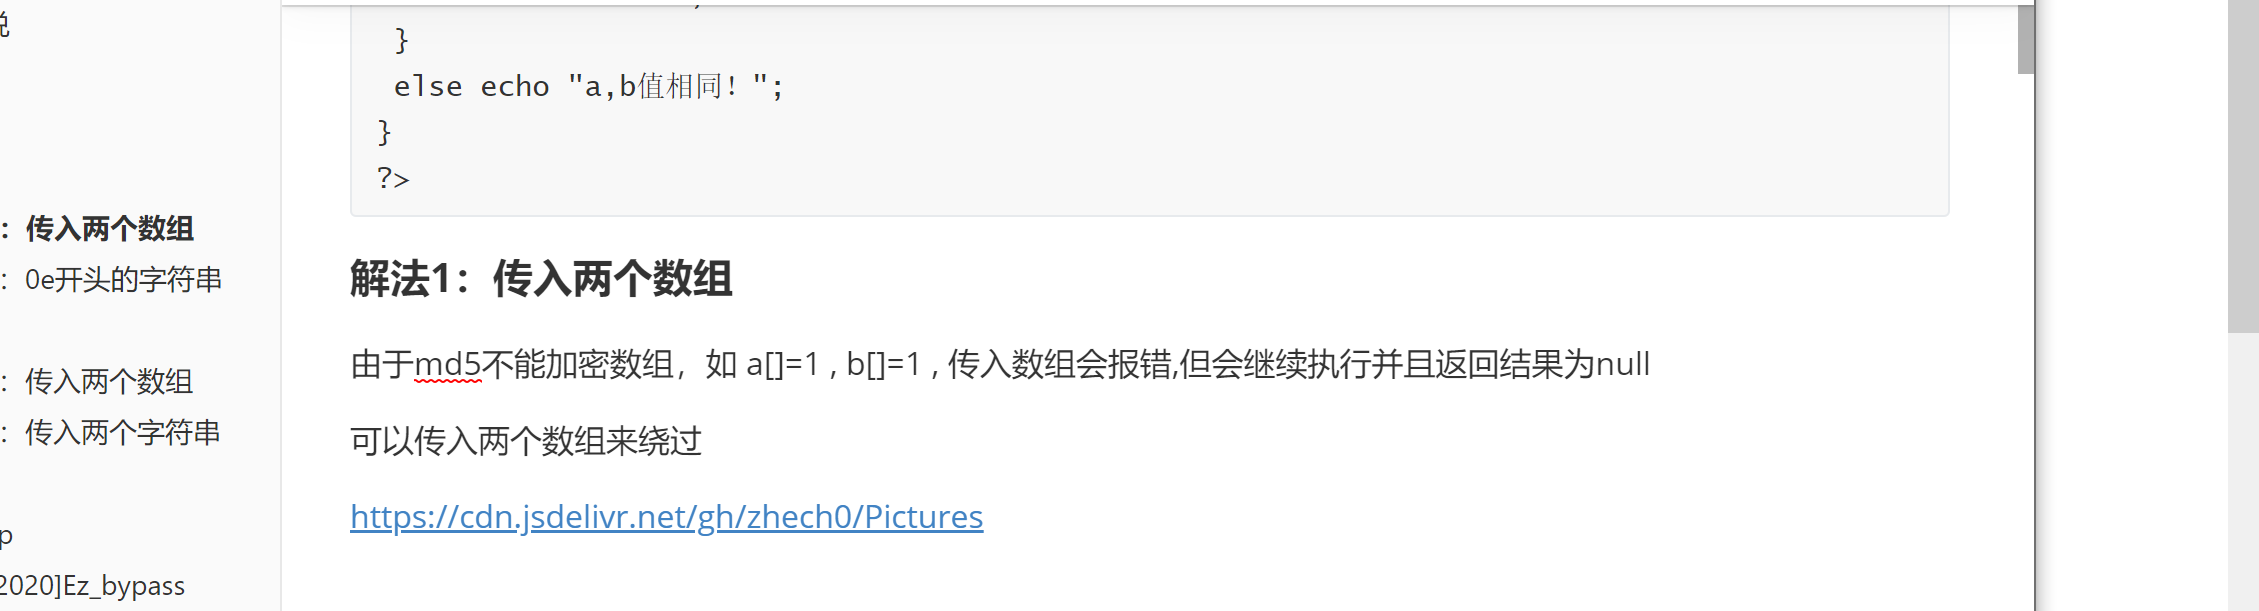 }
else echo "a,b值相同！";
}
?>
：传入两个数组
：0e开头的字符串
：传入两个数组
：传入两个字符串
p
2020]Ez_bypass
解法1：传入两个数组
由于md5不能加密数组，如 a[]=1 , b[]=1 , 传入数组会报错,但会继续执行并且返回结果为null
可以传入两个数组来绕过
https://cdn.jsdelivr.net/gh/zhech0/Pictures